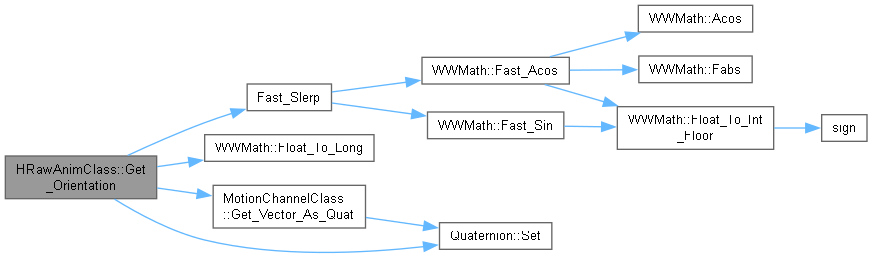 HRawAnimClass::Get
_Orientation
Fast_Slerp
WWMath::Float_To_Long
MotionChannelClass
::Get_Vector_As_Quat
WWMath::Fast_Acos
WWMath::Fast_Sin
Quaternion::Set
WWMath::Acos
WWMath::Fabs
WWMath::Float_To_Int
_Floor
sign